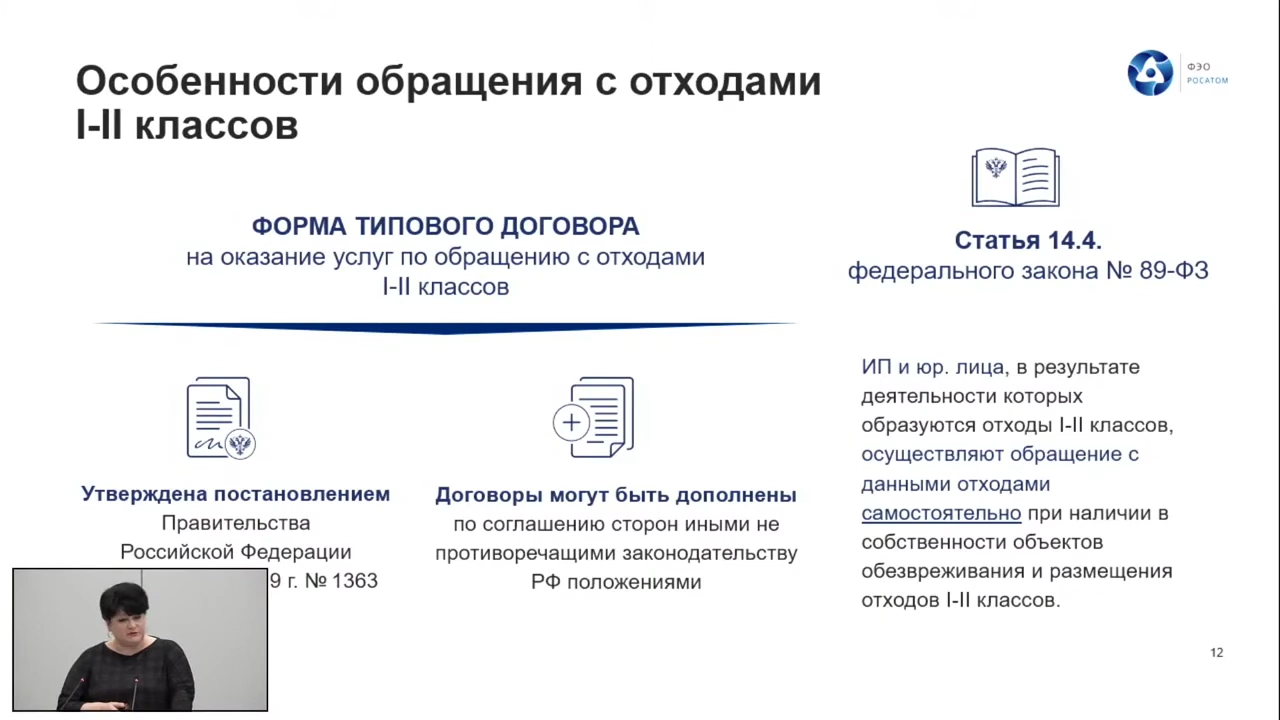 Особенности обращения с отходами
I-II классов
ФЭО
РОСАТОМ
ФОРМА ТИПОВОГО ДОГОВОРА
на оказание услуг по обращению с отходами
I-II классов
Утверждена постановлением
Правительства
Российской Федерации
9 г. № 1363
Договоры могут быть дополнены
по соглашению сторон иными не
противоречащими законодательству
РФ положениями
Статья 14.4.
федерального закона № 89-ФЗ
ИП и юр. лица, в результате
деятельности которых
образуются отходы I-II классов,
осуществляют обращение с
данными отходами
самостоятельно при наличии в
собственности объектов
обезвреживания и размещения
отходов I-II классов.
12